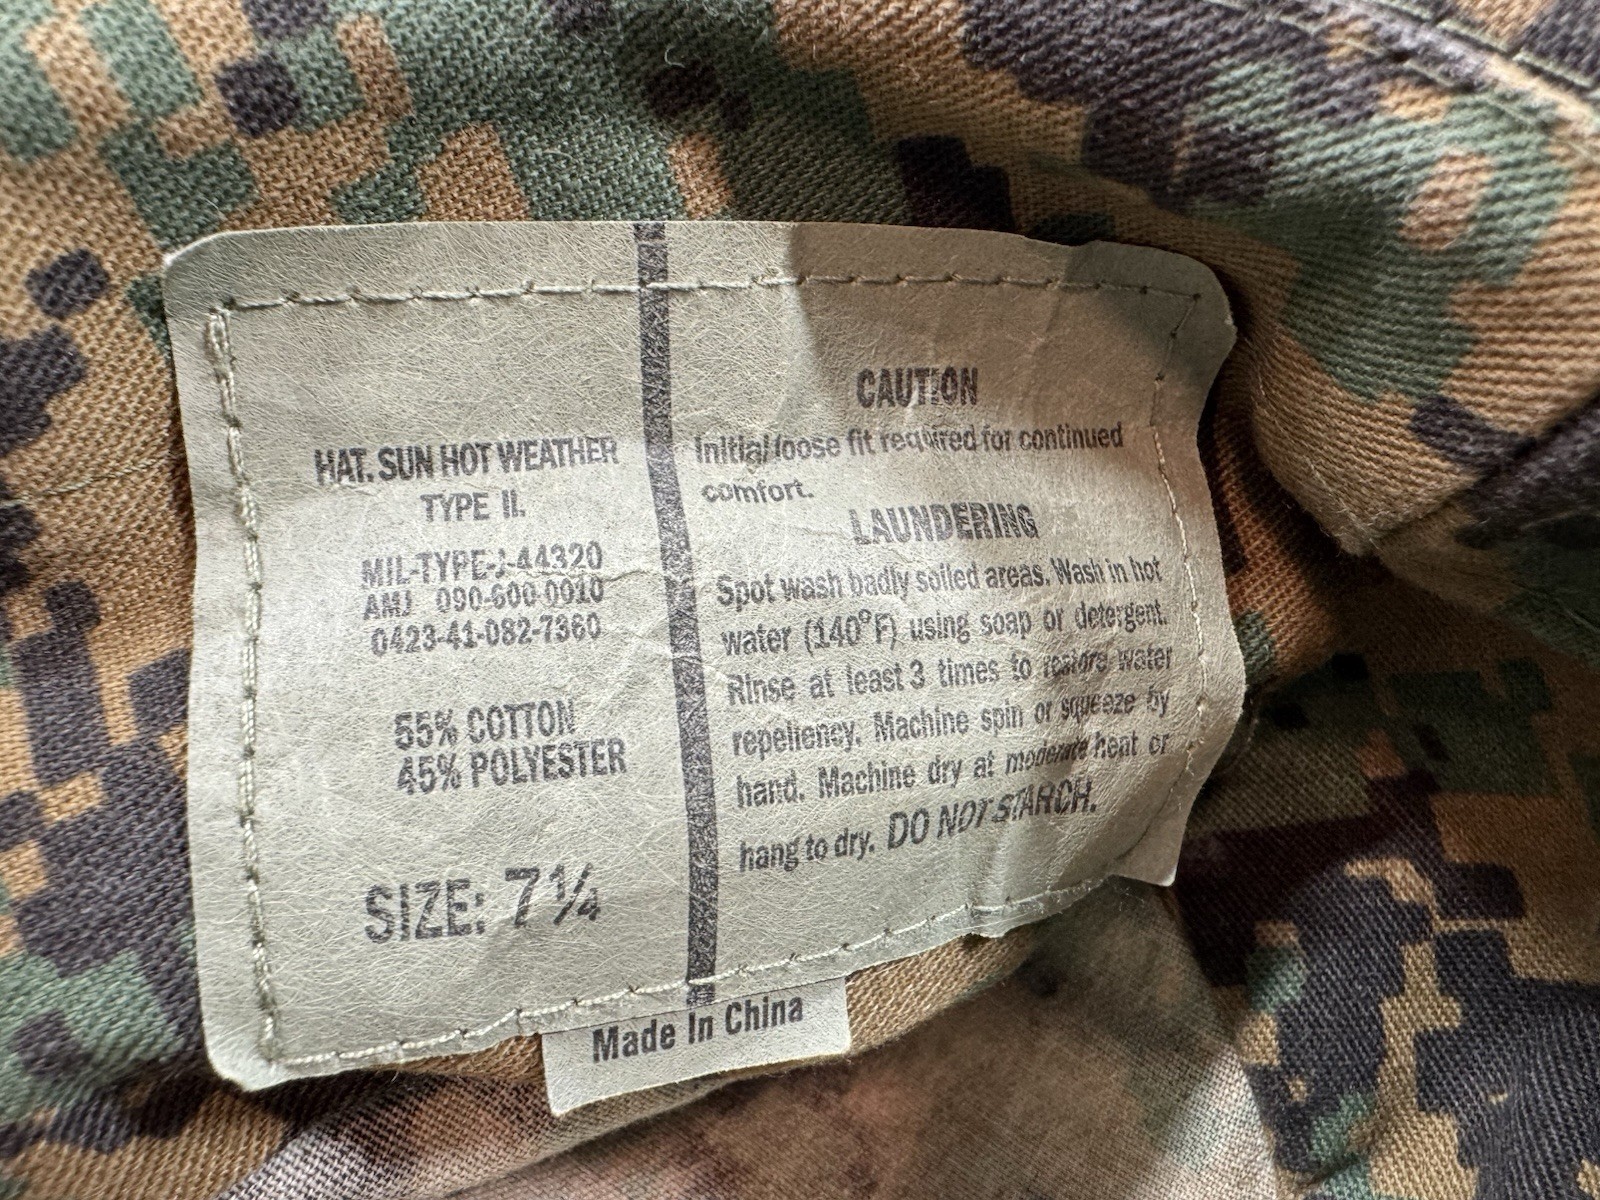 HAT. SUN HOT WEATHER
TYPE II.
MIL-TYPE-J-44320
AMJ 090-600-0010
0423-41-082-7360
55% COTTON
45% POLYESTER
SIZE: 7 1/4
CAUTION
Initial loose fit required for continued
comfort.
LAUNDERING
Spot wash badly soiled areas. Wash in hot
water (140°F) using soap or detergent.
Rinse at least 3 times to restore water
repellency. Machine spin or squeeze by
hand. Machine dry at moderate heat or
hang to dry. DO NOT STARCH.
Made In China